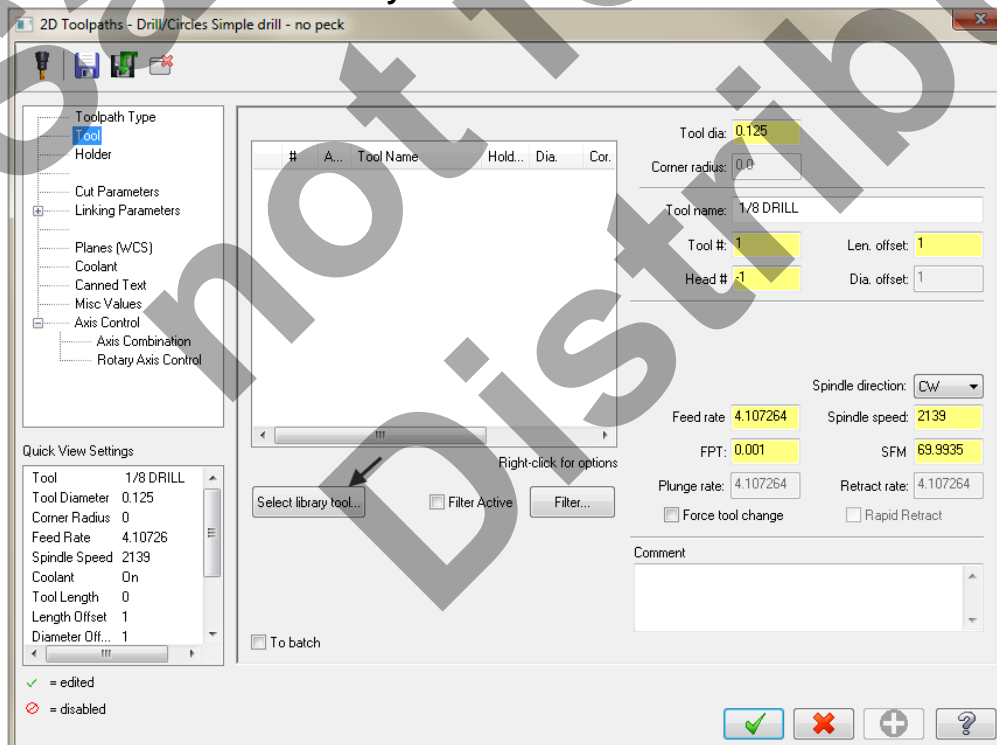 2D Toolpaths - Drill/Circles Simple drill - no peck
Toolpath Type
Tool
Holder
Cut Parameters
Linking Parameters
Planes (WCS)
Coolant
Canned Text
Misc Values
Axis Control
Axis Combination
Rotary Axis Control
Quick View Settings
Tool 1/8 DRILL
Tool Diameter 0.125
Corner Radius 0
Feed Rate 4.10726
Spindle Speed 2139
Coolant On
Tool Length 0
Length Offset 1
Diameter Off... 1
✓ = edited
⊘ = disabled
# A... Tool Name Hold... Dia. Cor.
Right-click for options
Select library tool... Filter Active Filter...
To batch
Tool dia: 0.125
Corner radius: 0.0
Tool name: 1/8 DRILL
Tool #: 1 Len. offset: 1
Head # -1 Dia. offset: 1
Spindle direction: CW
Feed rate 4.107264 Spindle speed: 2139
FPT: 0.001 SFM 69.9935
Plunge rate: 4.107264 Retract rate: 4.107264
Force tool change Rapid Retract
Comment
not
Distrib